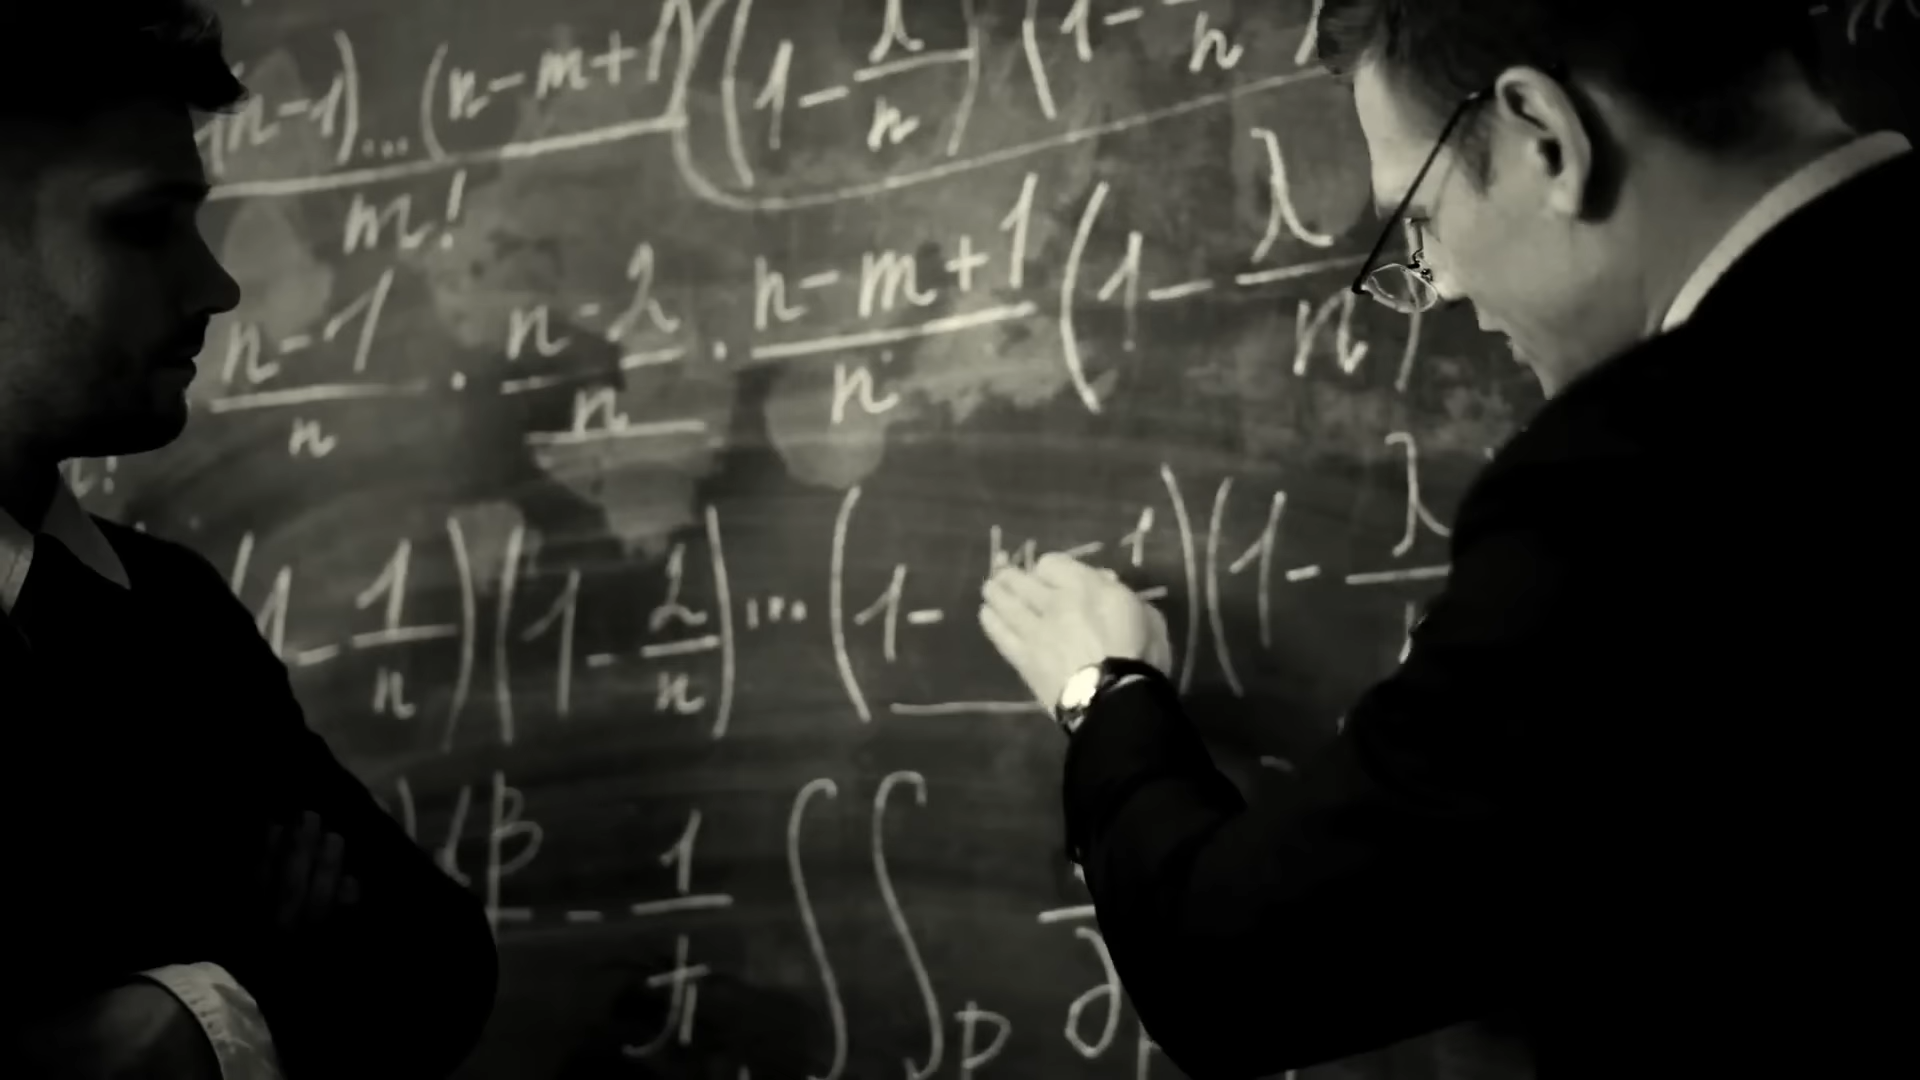 (n-1)...(n-m+1) (1-λ/n) (1-/n
m!
n-1/n · n-2/n · n-m+1/n (1-λ/n)
!
(1-1/n)(1-2/n)...(1-m-1/)(1-λ/
β
- 1/ ∫∫D ∂